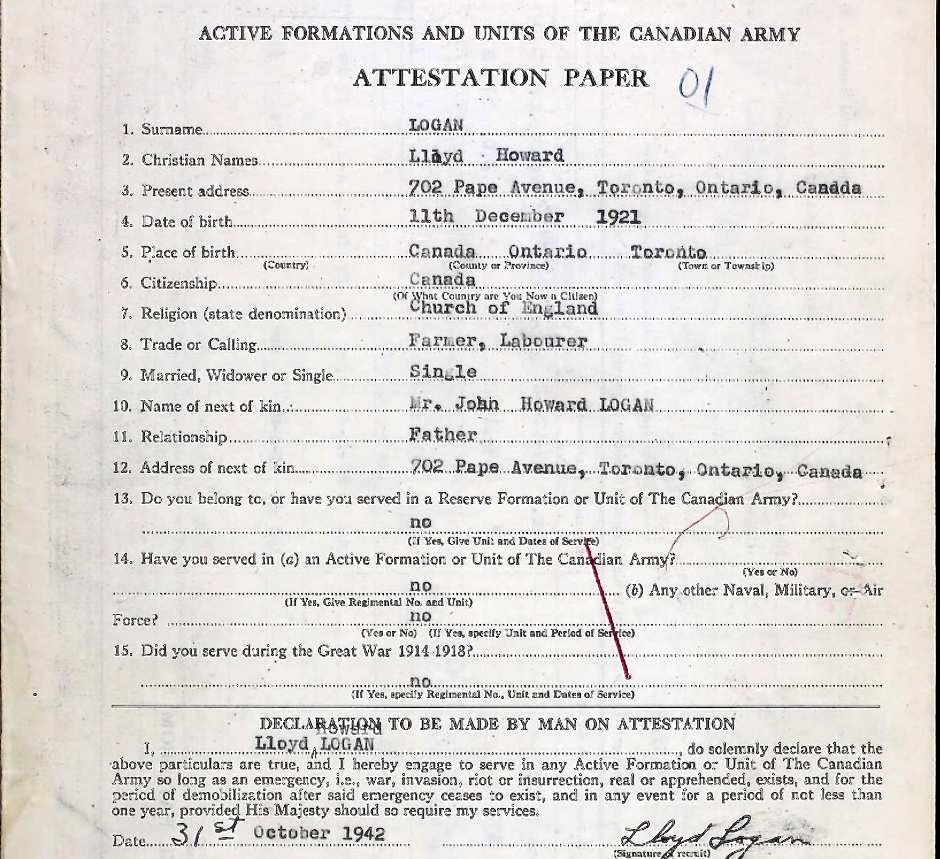 ACTIVE FORMATIONS AND UNITS OF THE CANADIAN ARMY
ATTESTATION PAPER 01
1. Surname LOGAN
2. Christian Names Lloyd Howard
3. Present address 702 Pape Avenue, Toronto, Ontario, Canada
4. Date of birth 11th December 1921
5. Place of birth Canada Ontario Toronto
(Country) (County or Province) (Town or Township)
6. Citizenship Canada
(Of What Country are You Now a Citizen)
7. Religion (state denomination) Church of England
8. Trade or Calling Farmer, Labourer
9. Married, Widower or Single Single
10. Name of next of kin Mr. John Howard LOGAN
11. Relationship Father
12. Address of next of kin 702 Pape Avenue, Toronto, Ontario, Canada
13. Do you belong to, or have you served in a Reserve Formation or Unit of The Canadian Army?
no
(If Yes, Give Unit and Dates of Service)
14. Have you served in (a) an Active Formation or Unit of The Canadian Army?
(Yes or No)
no (b) Any other Naval, Military, or Air
(If Yes, Give Regimental No. and Unit)
Force? no
(Yes or No) (If Yes, specify Unit and Period of Service)
15. Did you serve during the Great War 1914-1918?
no
(If Yes, specify Regimental No., Unit and Dates of Service)
DECLARATION TO BE MADE BY MAN ON ATTESTATION
Howard
I, Lloyd LOGAN, do solemnly declare that the
above particulars are true, and I hereby engage to serve in any Active Formation or Unit of The Canadian
Army so long as an emergency, i.e., war, invasion, riot or insurrection, real or apprehended, exists, and for the
period of demobilization after said emergency ceases to exist, and in any event for a period of not less than
one year, provided His Majesty should so require my services.
Date 31st October 1942 Lloyd Logan
(Signature of recruit)